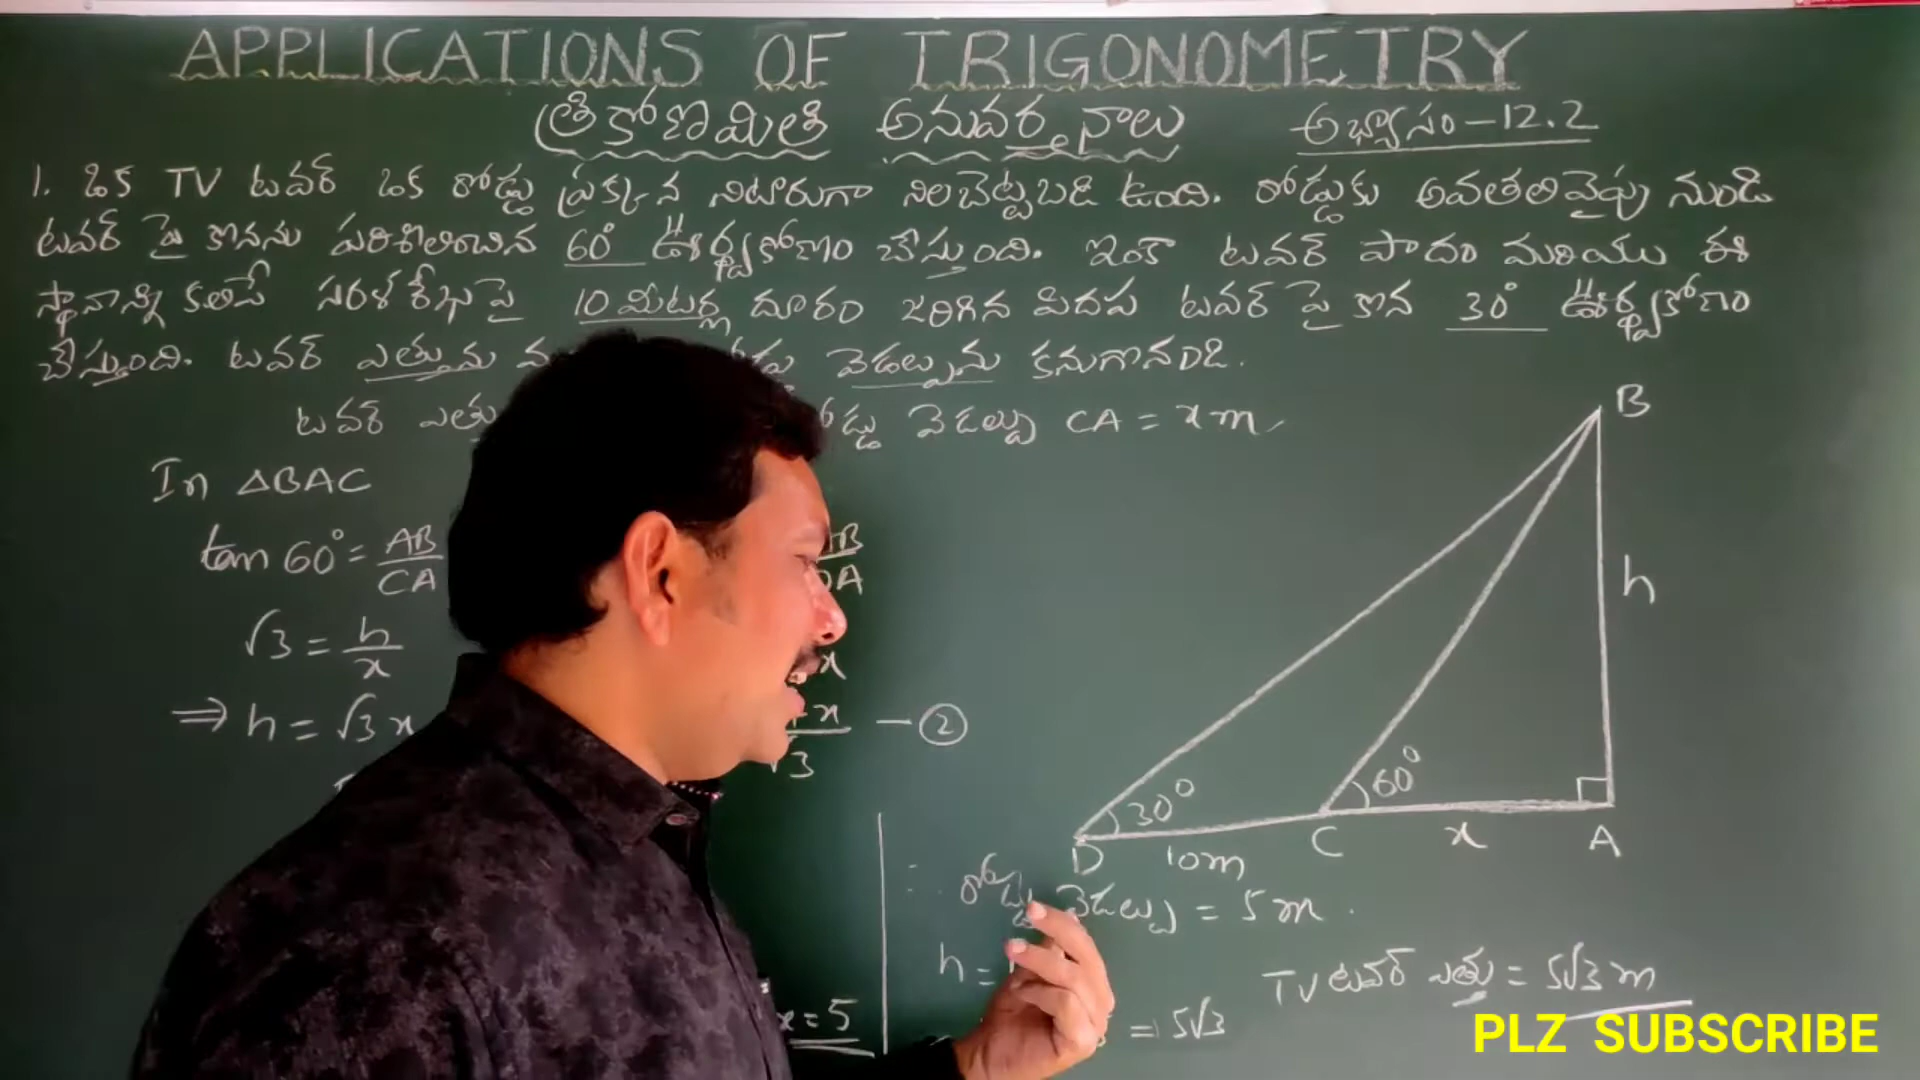 APPLICATIONS OF TRIGONOMETRY
త్రికోణమితి అనువర్తనాలు అభ్యాసం-12.2
1. ఒక TV టవర్ ఒక రోడ్డు ప్రక్కన నిటారుగా నిలబెట్టబడి ఉంది. రోడ్డుకు అవతలివైపు నుండి
టవర్ పై కొనను పరిశీలించిన 60° ఊర్ధ్వకోణం చేస్తుంది. ఇంకా టవర్ పాదం మరియు ఈ
స్థానాన్ని కలిపే సరళరేఖపై 10 మీటర్ల దూరం జరిగిన పిదప టవర్ పై కొన 30° ఊర్ధ్వకోణం
చేస్తుంది. టవర్ ఎత్తును వెడల్పును కనుగొనండి.
టవర్ ఎత్తు వెడల్పు CA = x m
In △BAC
tan 60° = AB/CA
√3 = h/x
⇒ h = √3 x
x
√3
— ②
B
h
30°
60°
D 10m C x A
∴ రోడ్డు వెడల్పు = 5 m.
h =
TV టవర్ ఎత్తు = 5√3 m
x = 5
= 5√3
PLZ SUBSCRIBE